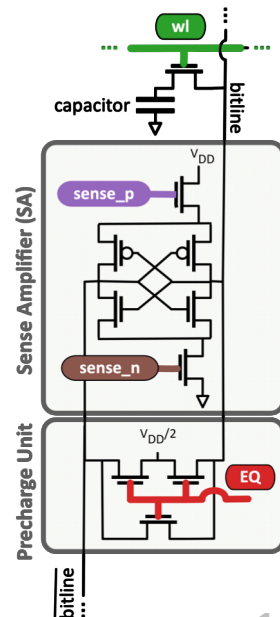 wl
capacitor
bitline
Sense Amplifier (SA)
VDD
sense_p
sense_n
Precharge Unit
VDD/2
EQ
bitline